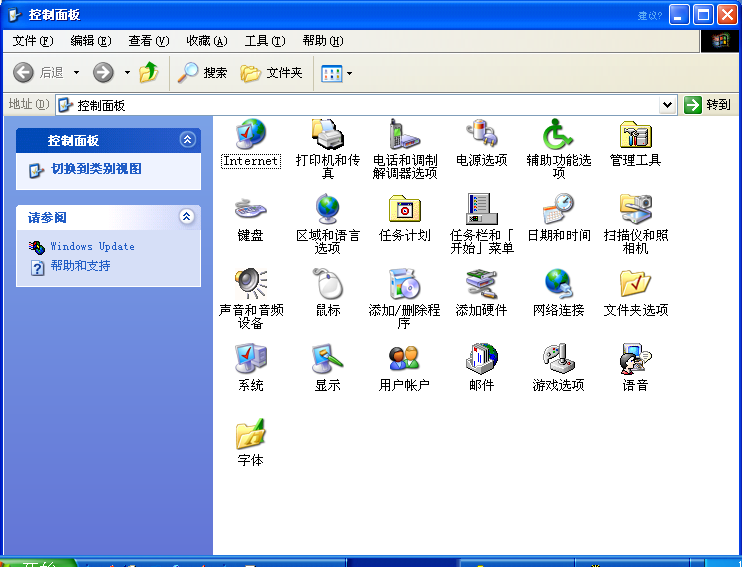 控制面板
建议?
文件(F) 编辑(E) 查看(V) 收藏(A) 工具(T) 帮助(H)
后退 搜索 文件夹
地址(D) 控制面板 转到
控制面板
切换到类别视图
请参阅
Windows Update
帮助和支持
Internet
打印机和传
真
电话和调制
解调器选项
电源选项
辅助功能选
项
管理工具
键盘
区域和语言
选项
任务计划
任务栏和「
开始」菜单
日期和时间
扫描仪和照
相机
声音和音频
设备
鼠标
添加/删除程
序
添加硬件
网络连接
文件夹选项
系统
显示
用户帐户
邮件
游戏选项
语音
字体
开始